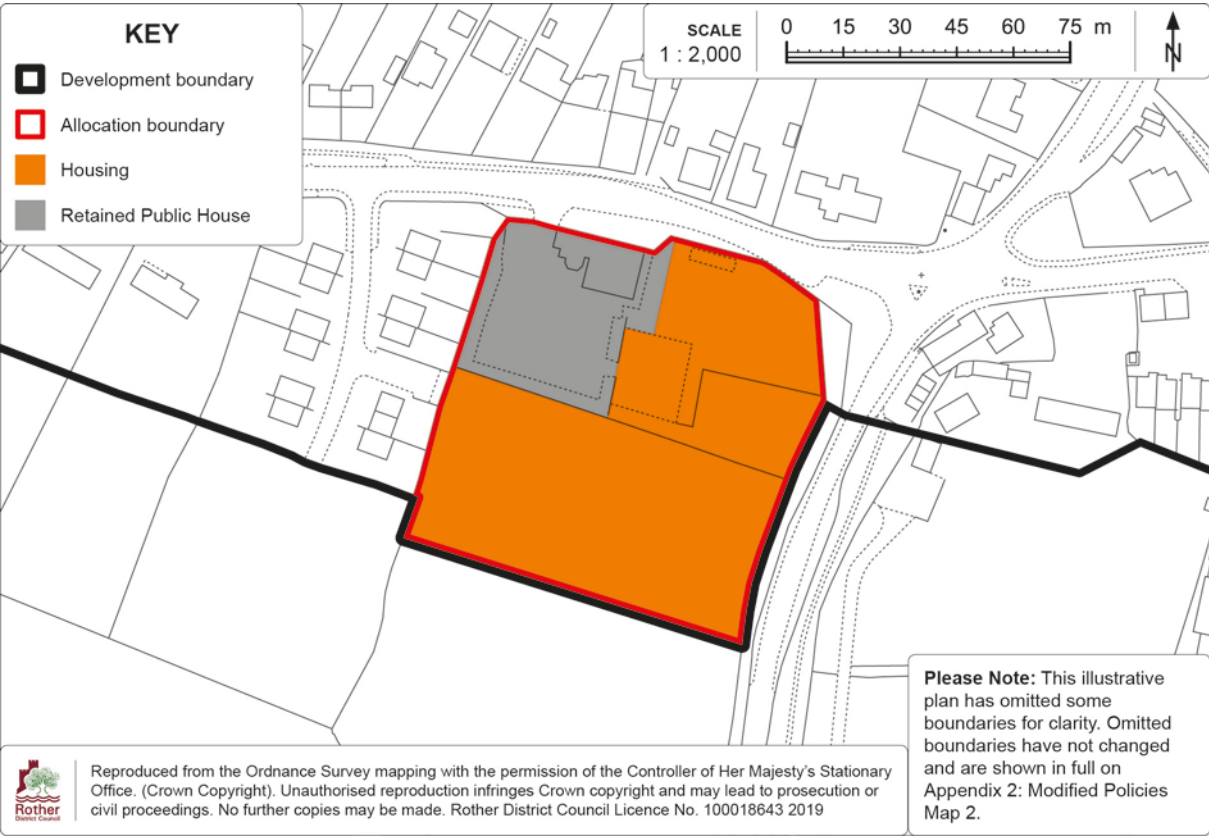 KEY
Development boundary
Allocation boundary
Housing
Retained Public House
SCALE
1 : 2,000
0 15 30 45 60 75 m
N
Please Note: This illustrative
plan has omitted some
boundaries for clarity. Omitted
boundaries have not changed
and are shown in full on
Appendix 2: Modified Policies
Map 2.
Rother
District Council
Reproduced from the Ordnance Survey mapping with the permission of the Controller of Her Majesty's Stationary
Office. (Crown Copyright). Unauthorised reproduction infringes Crown copyright and may lead to prosecution or
civil proceedings. No further copies may be made. Rother District Council Licence No. 100018643 2019